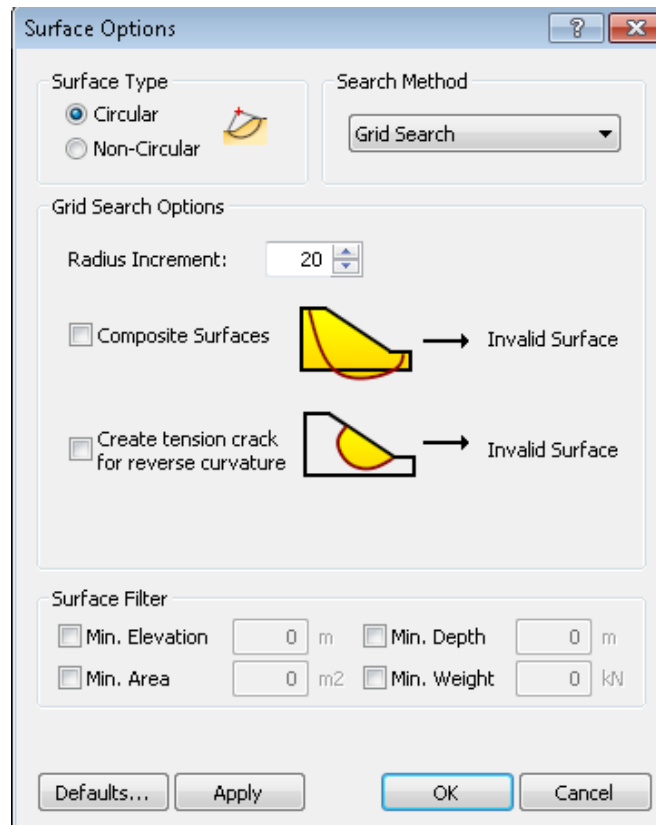 Surface Options
Surface Type
Circular
Non-Circular
Search Method
Grid Search
Grid Search Options
Radius Increment: 20
Composite Surfaces
Invalid Surface
Create tension crack
for reverse curvature
Invalid Surface
Surface Filter
Min. Elevation 0 m Min. Depth 0 m
Min. Area 0 m2 Min. Weight 0 kN
Defaults... Apply OK Cancel